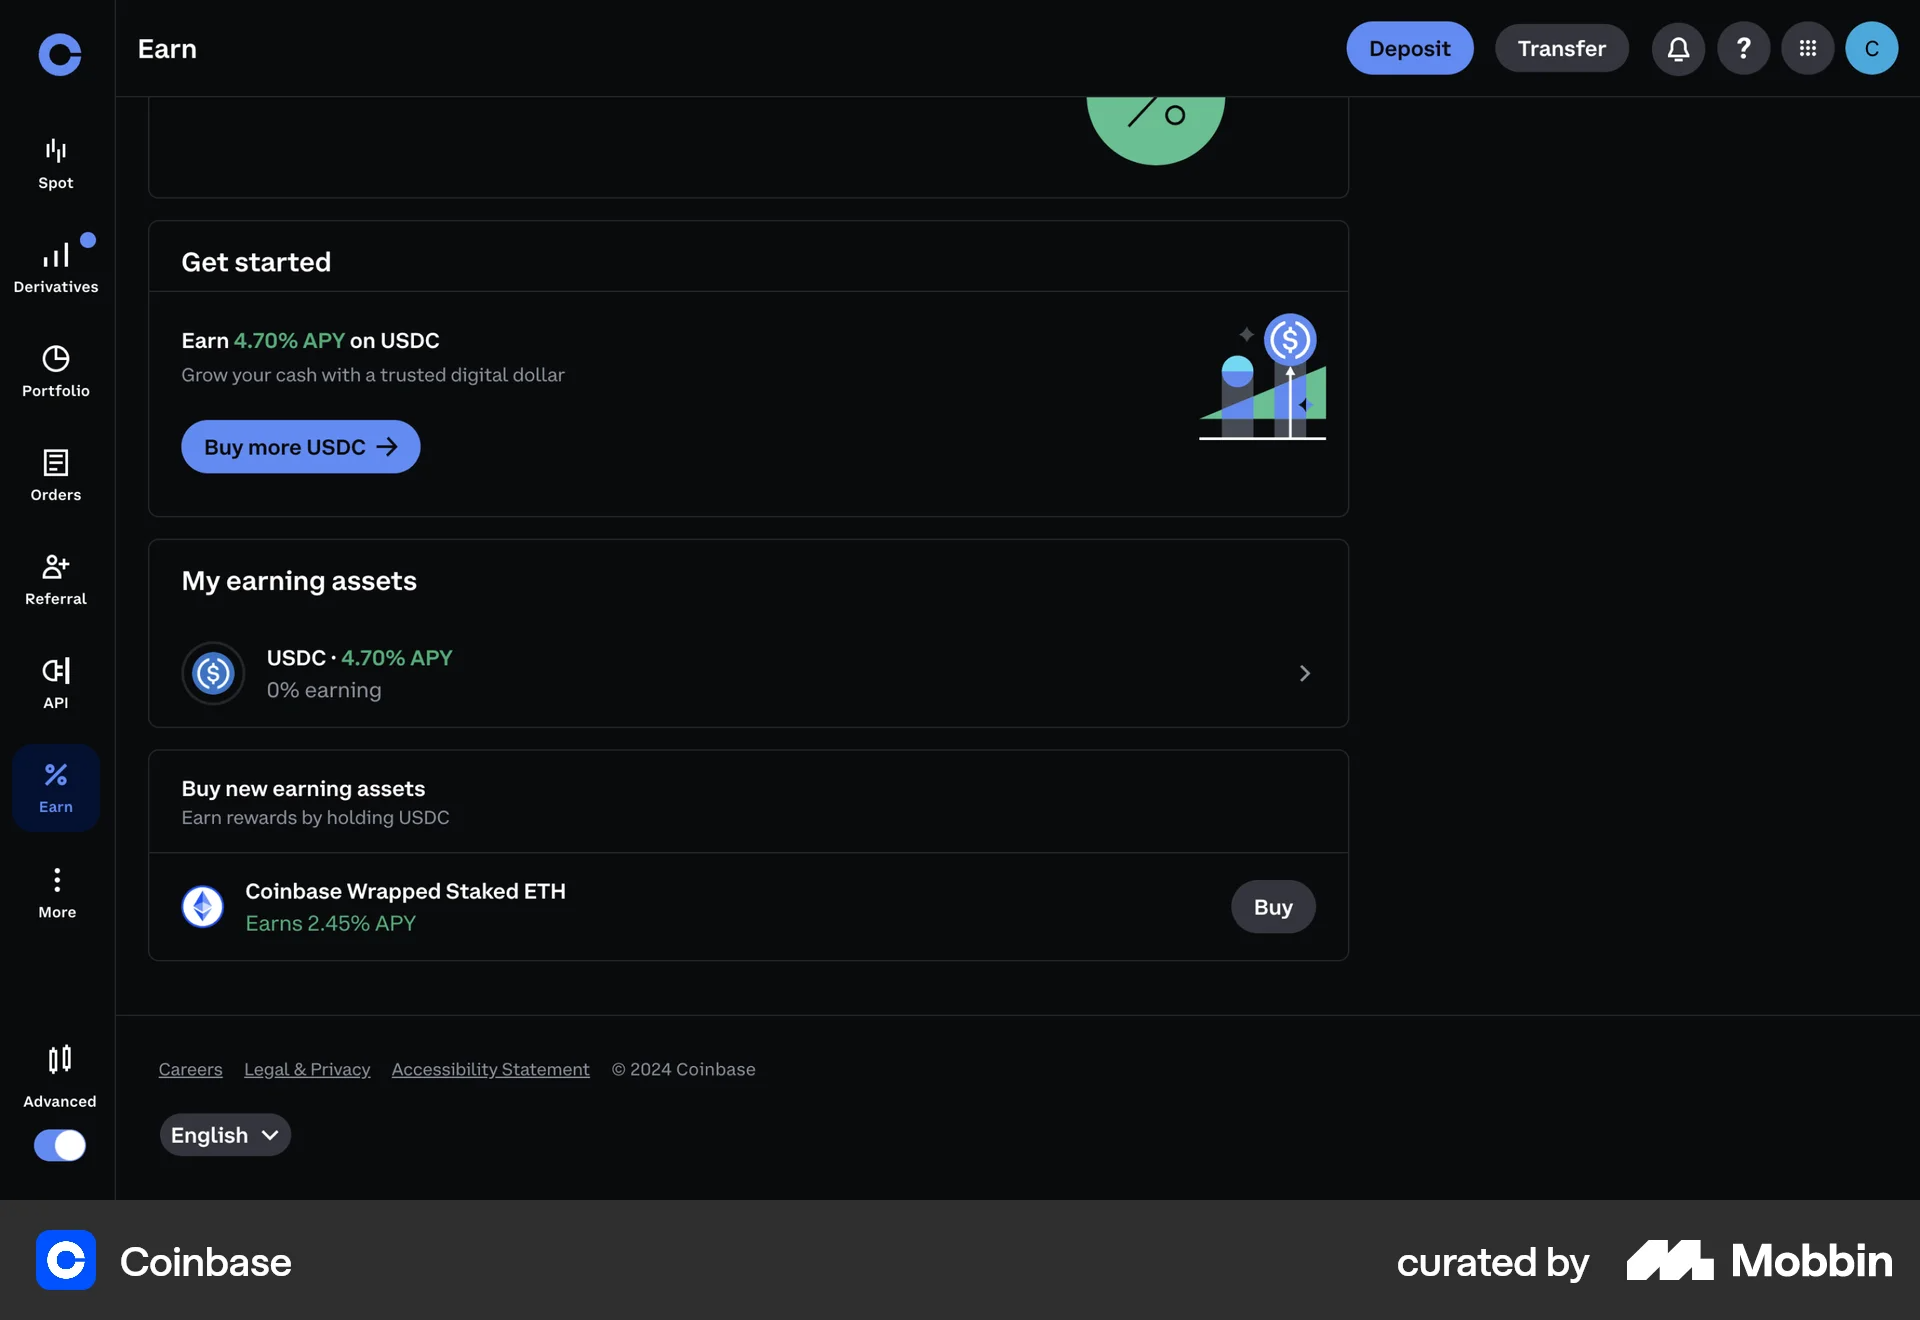 Earn
Deposit
Transfer
?
C
Spot
Derivatives
Portfolio
Orders
Referral
API
Earn
More
Advanced
Get started
Earn 4.70% APY on USDC
Grow your cash with a trusted digital dollar
Buy more USDC
My earning assets
USDC · 4.70% APY
0% earning
Buy new earning assets
Earn rewards by holding USDC
Coinbase Wrapped Staked ETH
Earns 2.45% APY
Buy
Careers Legal & Privacy Accessibility Statement © 2024 Coinbase
English
Coinbase
curated by Mobbin